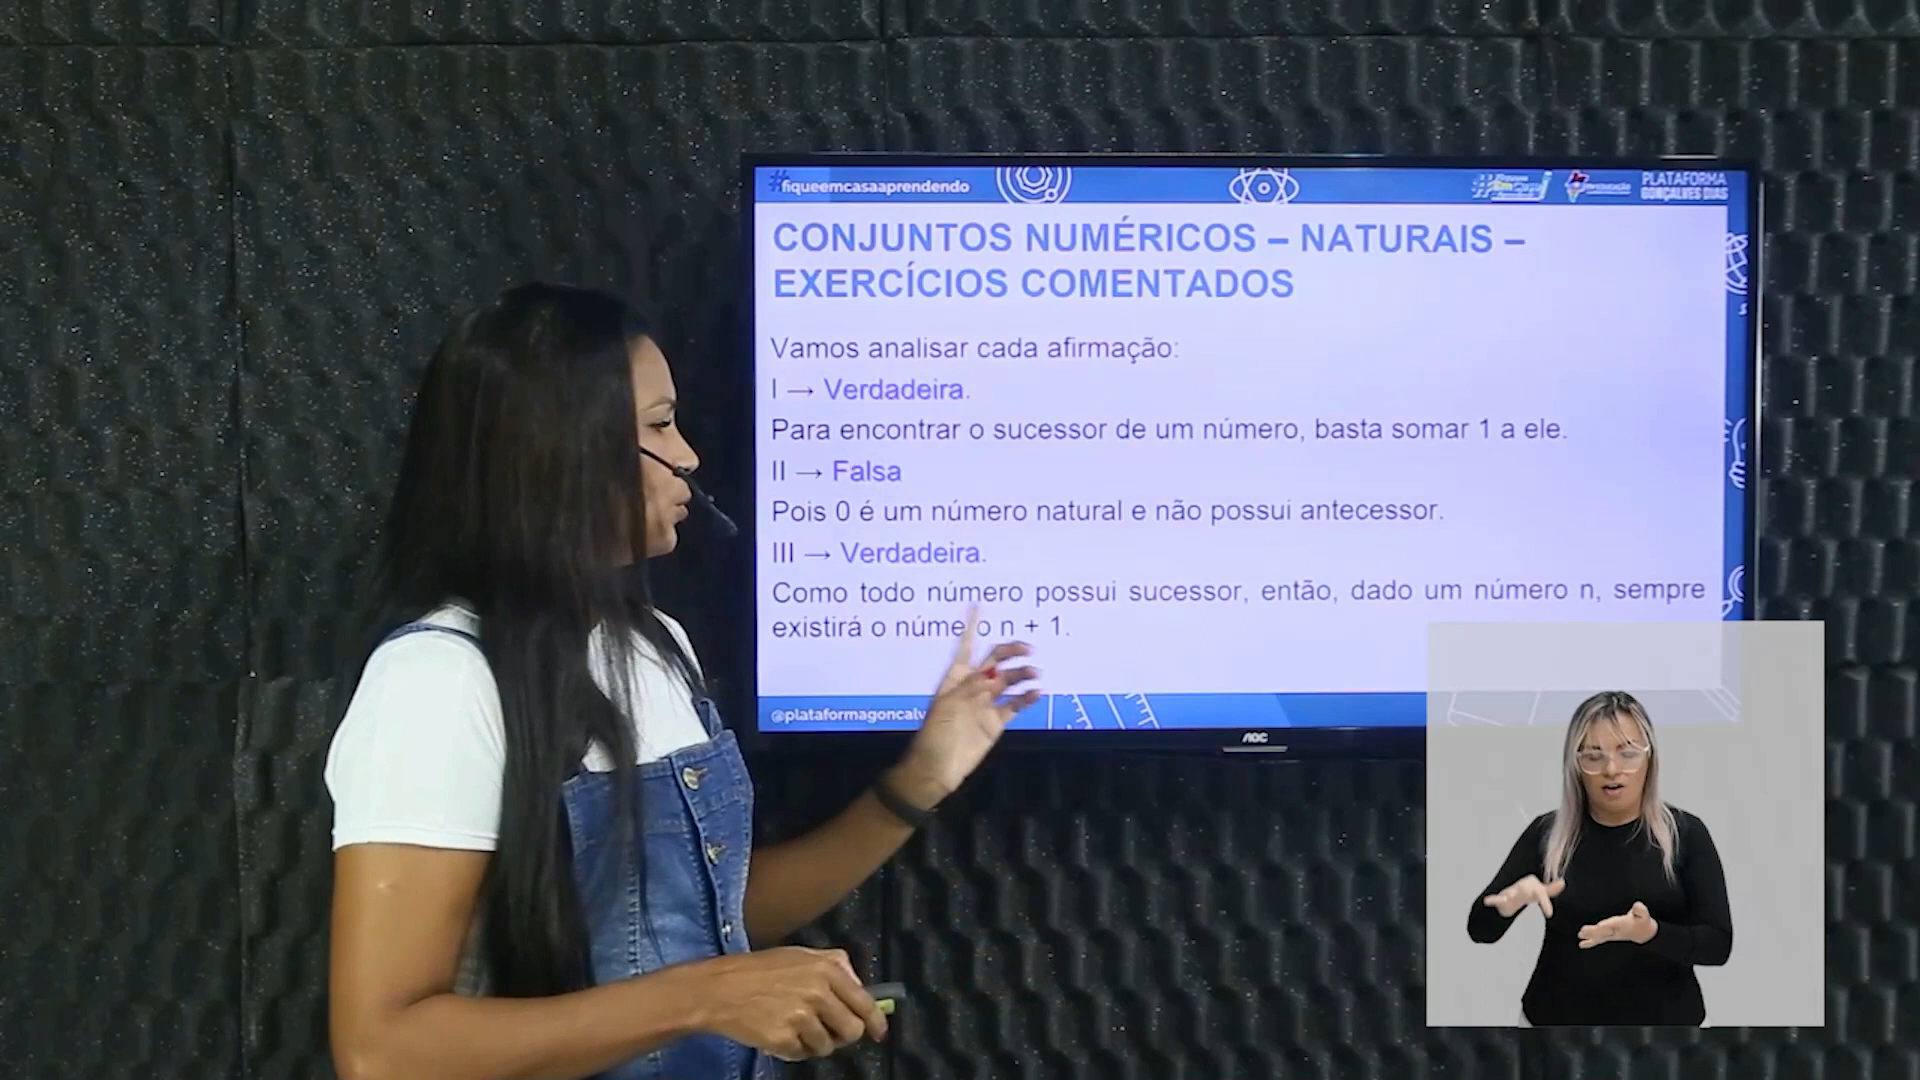 #fiqueemcasaaprendendo
PLATAFORMA
GONÇALVES DIAS
CONJUNTOS NUMÉRICOS – NATURAIS –
EXERCÍCIOS COMENTADOS
Vamos analisar cada afirmação:
I → Verdadeira.
Para encontrar o sucessor de um número, basta somar 1 a ele.
II → Falsa
Pois 0 é um número natural e não possui antecessor.
III → Verdadeira.
Como todo número possui sucessor, então, dado um número n, sempre
existirá o número n + 1.
@plataformagoncalv
AOC